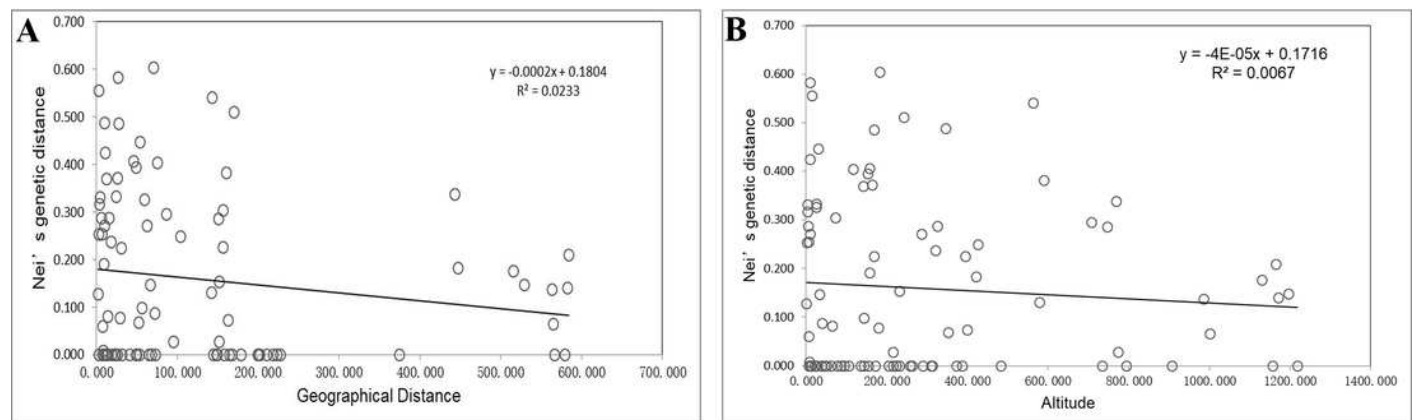 A
0.700
0.600
0.500
0.400
0.300
0.200
0.100
0.000
Nei's genetic distance
y = -0.0002x + 0.1804
R² = 0.0233
0.000 100.000 200.000 300.000 400.000 500.000 600.000 700.000
Geographical Distance
B
0.700
0.600
0.500
0.400
0.300
0.200
0.100
0.000
Nei's genetic distance
y = -4E-05x + 0.1716
R² = 0.0067
0.000 200.000 400.000 600.000 800.000 1000.000 1200.000 1400.000
Altitude